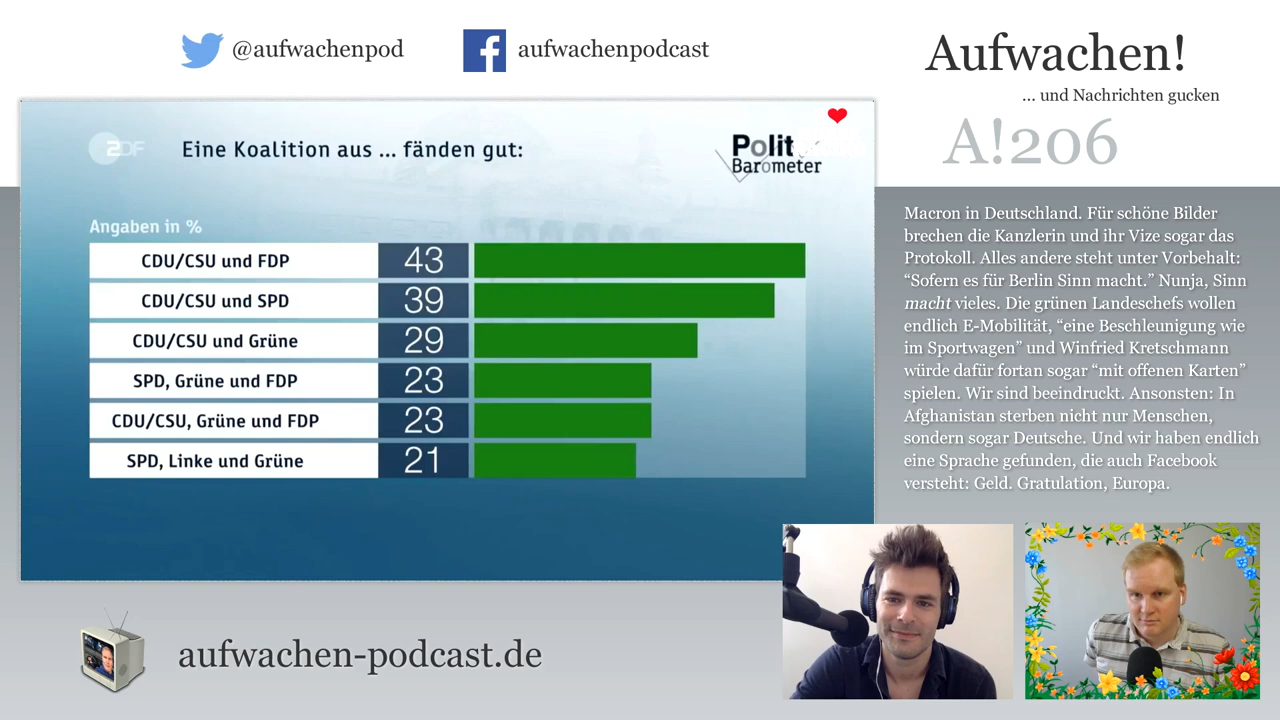 @aufwachenpod
aufwachenpodcast
Aufwachen!
... und Nachrichten gucken
A!206
ZDF
Eine Koalition aus ... fänden gut:
Polit
Barometer
Angaben in %
CDU/CSU und FDP 43
CDU/CSU und SPD 39
CDU/CSU und Grüne 29
SPD, Grüne und FDP 23
CDU/CSU, Grüne und FDP 23
SPD, Linke und Grüne 21
Macron in Deutschland. Für schöne Bilder
brechen die Kanzlerin und ihr Vize sogar das
Protokoll. Alles andere steht unter Vorbehalt:
“Sofern es für Berlin Sinn macht.” Nunja, Sinn
macht vieles. Die grünen Landeschefs wollen
endlich E-Mobilität, “eine Beschleunigung wie
im Sportwagen” und Winfried Kretschmann
würde dafür fortan sogar “mit offenen Karten”
spielen. Wir sind beeindruckt. Ansonsten: In
Afghanistan sterben nicht nur Menschen,
sondern sogar Deutsche. Und wir haben endlich
eine Sprache gefunden, die auch Facebook
versteht: Geld. Gratulation, Europa.
aufwachen-podcast.de